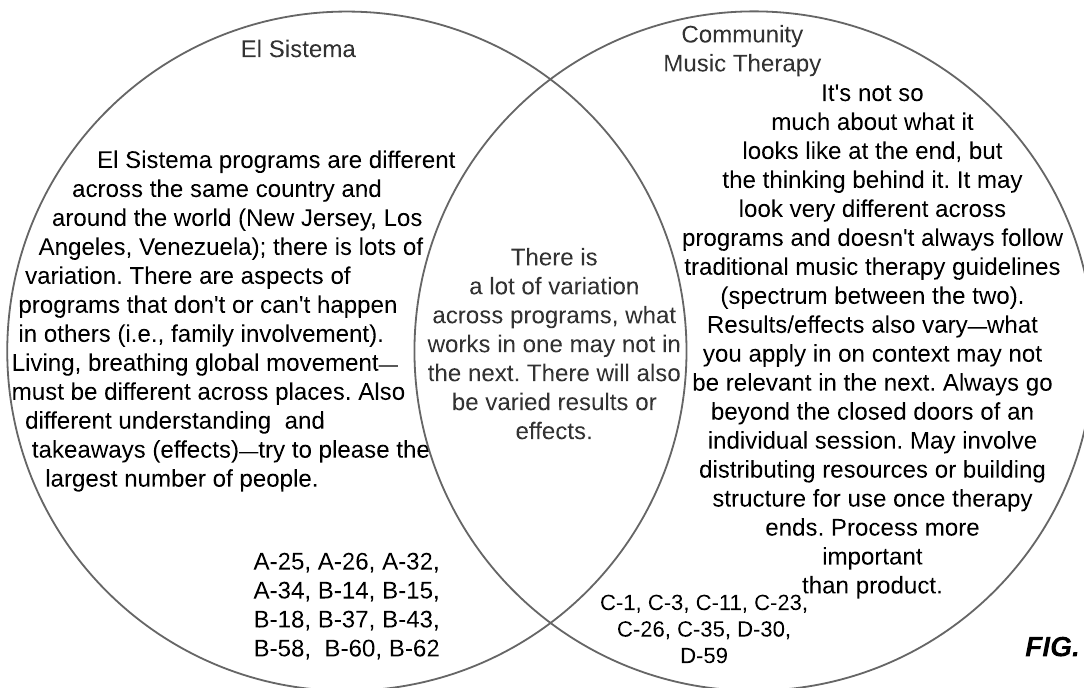 El Sistema
El Sistema programs are different
across the same country and
around the world (New Jersey, Los
Angeles, Venezuela); there is lots of
variation. There are aspects of
programs that don't or can't happen
in others (i.e., family involvement).
Living, breathing global movement—
must be different across places. Also
different understanding  and
takeaways (effects)—try to please the
largest number of people.
A-25, A-26, A-32,
A-34, B-14, B-15,
B-18, B-37, B-43,
B-58,  B-60, B-62
There is
a lot of variation
across programs, what
works in one may not in
the next. There will also
be varied results or
effects.
Community
Music Therapy
It's not so
much about what it
looks like at the end, but
the thinking behind it. It may
look very different across
programs and doesn't always follow
traditional music therapy guidelines
(spectrum between the two).
Results/effects also vary—what
you apply in on context may not
be relevant in the next. Always go
beyond the closed doors of an
individual session. May involve
distributing resources or building
structure for use once therapy
ends. Process more
important
than product.
C-1, C-3, C-11, C-23,
C-26, C-35, D-30,
D-59
FIG.